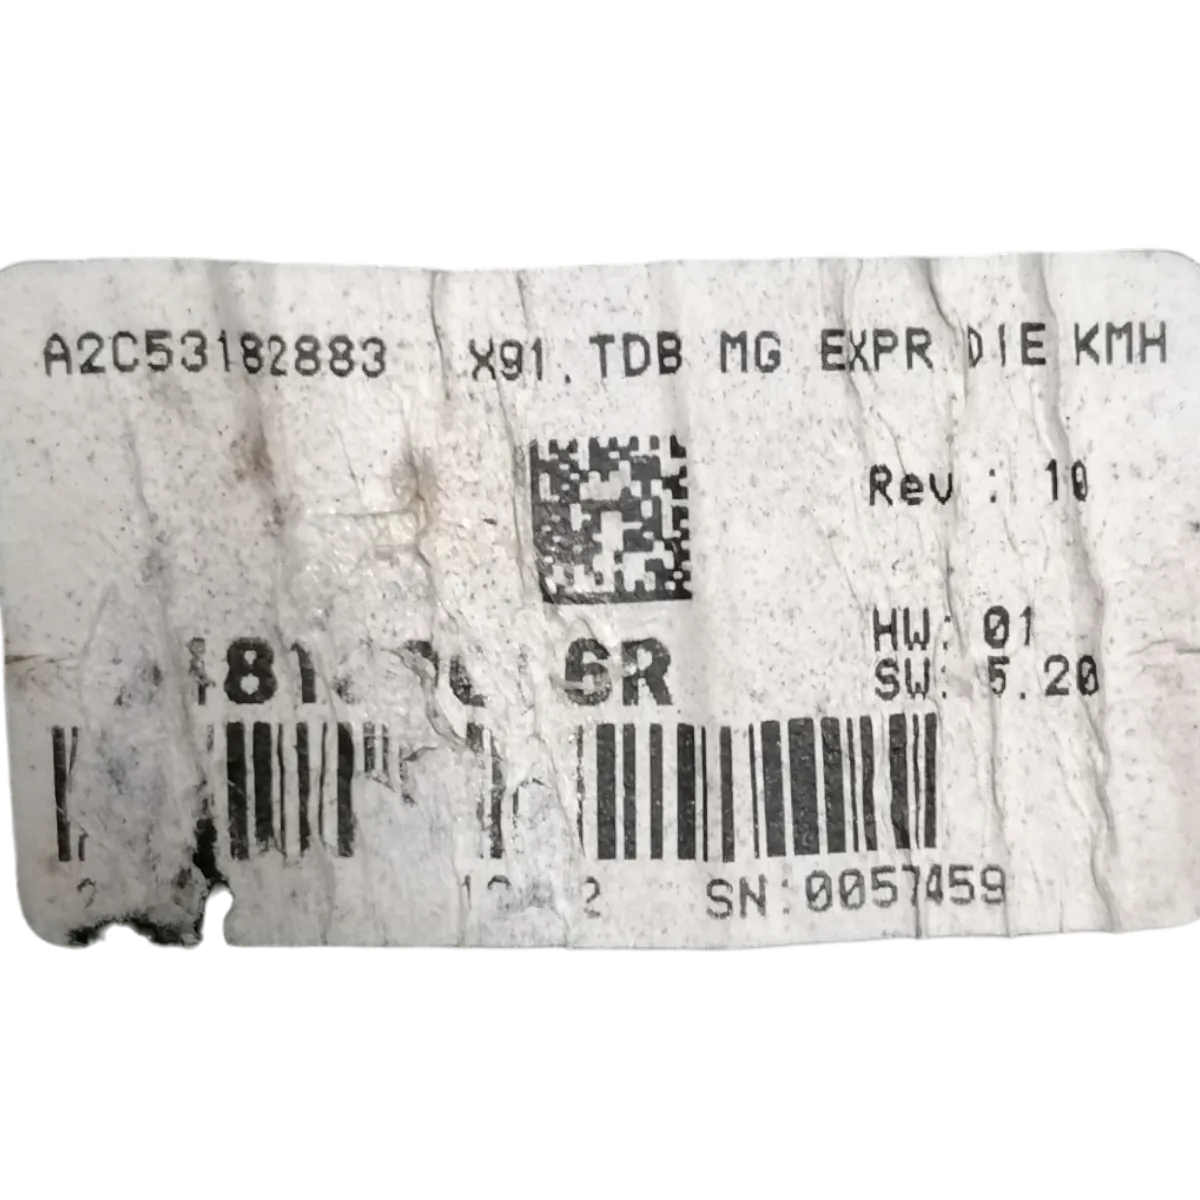 A2C53182883 X91.TDB MG EXPR DIE KMH
Rev : 10
HW: 01
SW: 5.20
SN:0057459